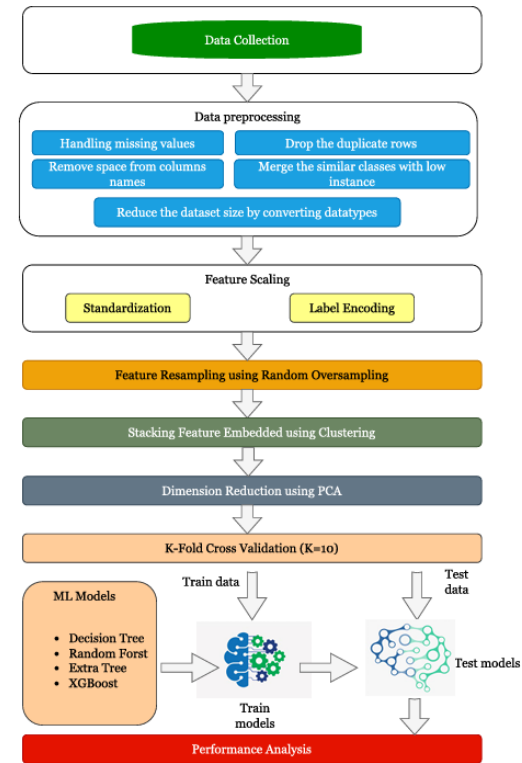 Data Collection
Data preprocessing
Handling missing values
Drop the duplicate rows
Remove space from columns
names
Merge the similar classes with low
instance
Reduce the dataset size by converting datatypes
Feature Scaling
Standardization
Label Encoding
Feature Resampling using Random Oversampling
Stacking Feature Embedded using Clustering
Dimension Reduction using PCA
K-Fold Cross Validation (K=10)
Train data
Test
data
ML Models
• Decision Tree
• Random Forst
• Extra Tree
• XGBoost
Train
models
Test models
Performance Analysis